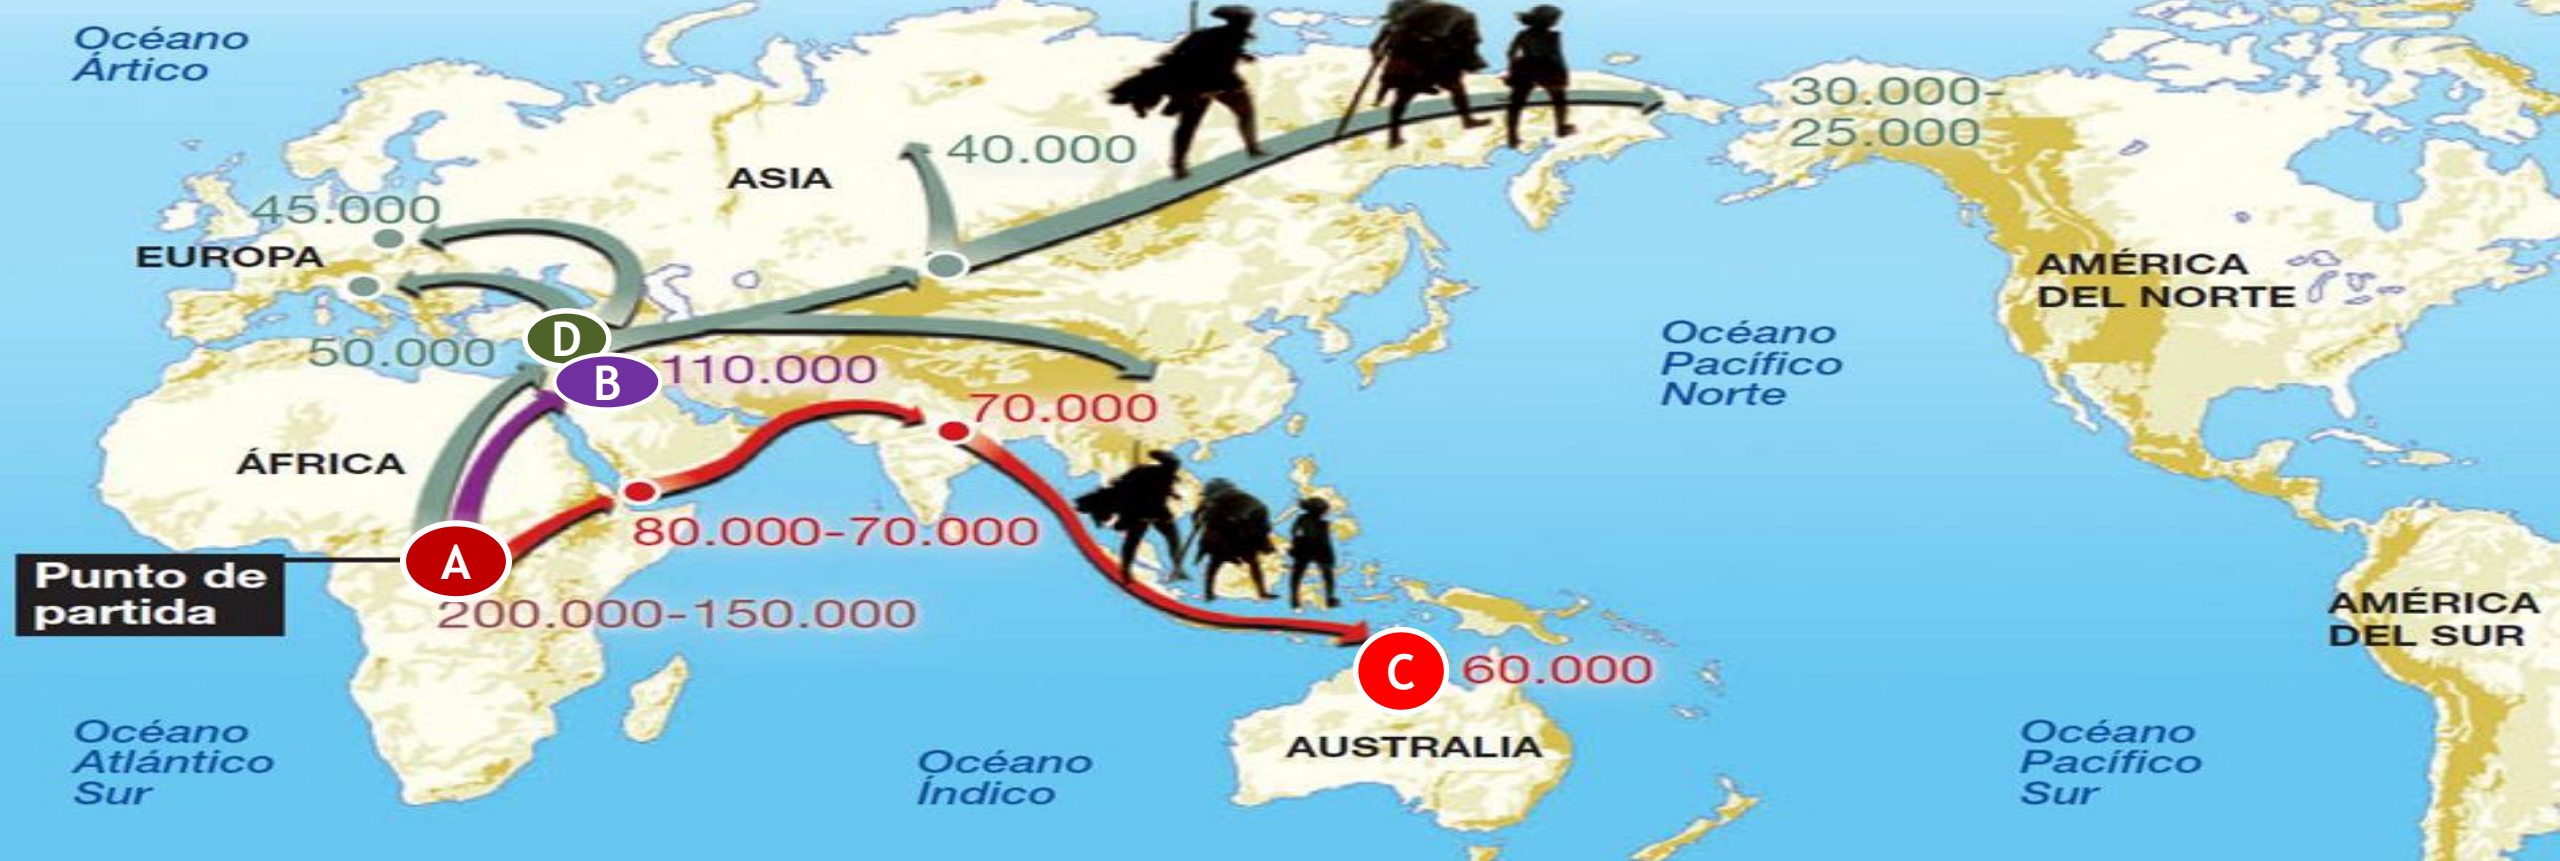 Océano
Ártico
30.000-
25.000
40.000
ASIA
45.000
EUROPA
AMÉRICA
DEL NORTE
Océano
Pacífico
Norte
50.000
D
B
110.000
70.000
ÁFRICA
80.000-70.000
A
Punto de
partida
200.000-150.000
AMÉRICA
DEL SUR
C
60.000
Océano
Atlántico
Sur
Océano
Índico
AUSTRALIA
Océano
Pacífico
Sur